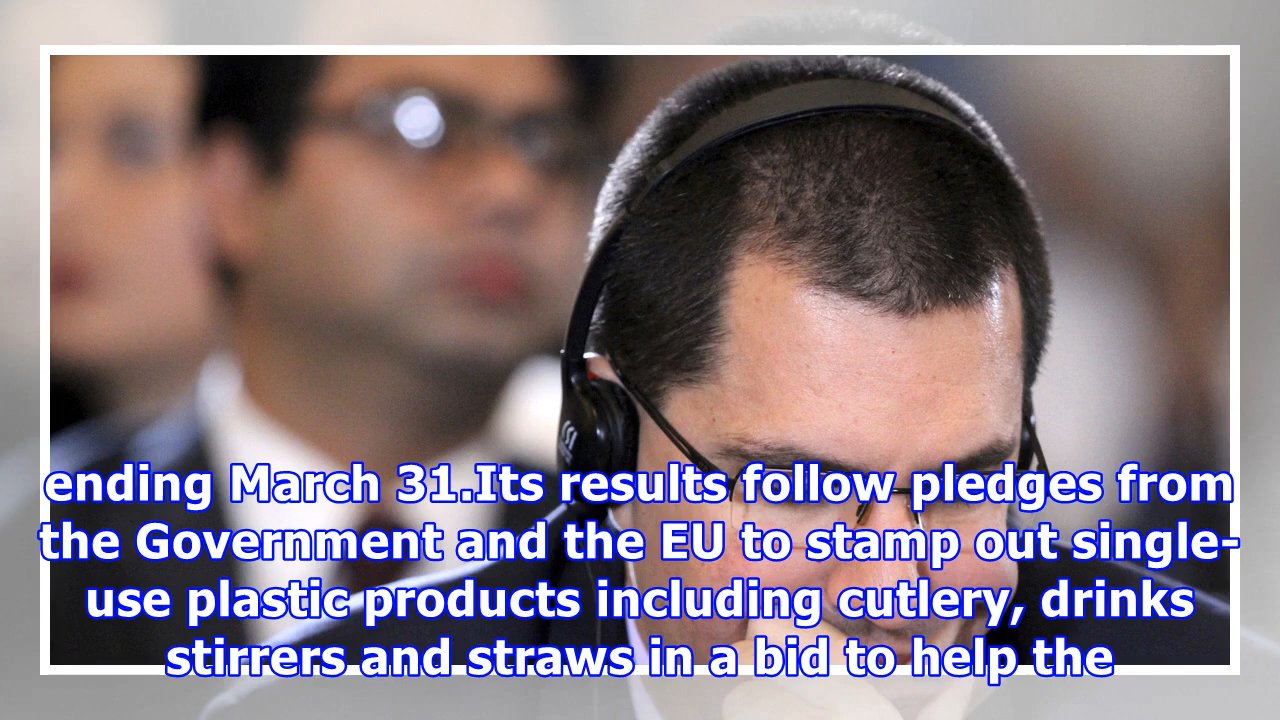 ending March 31.Its results follow pledges from
the Government and the EU to stamp out single-
use plastic products including cutlery, drinks
stirrers and straws in a bid to help the